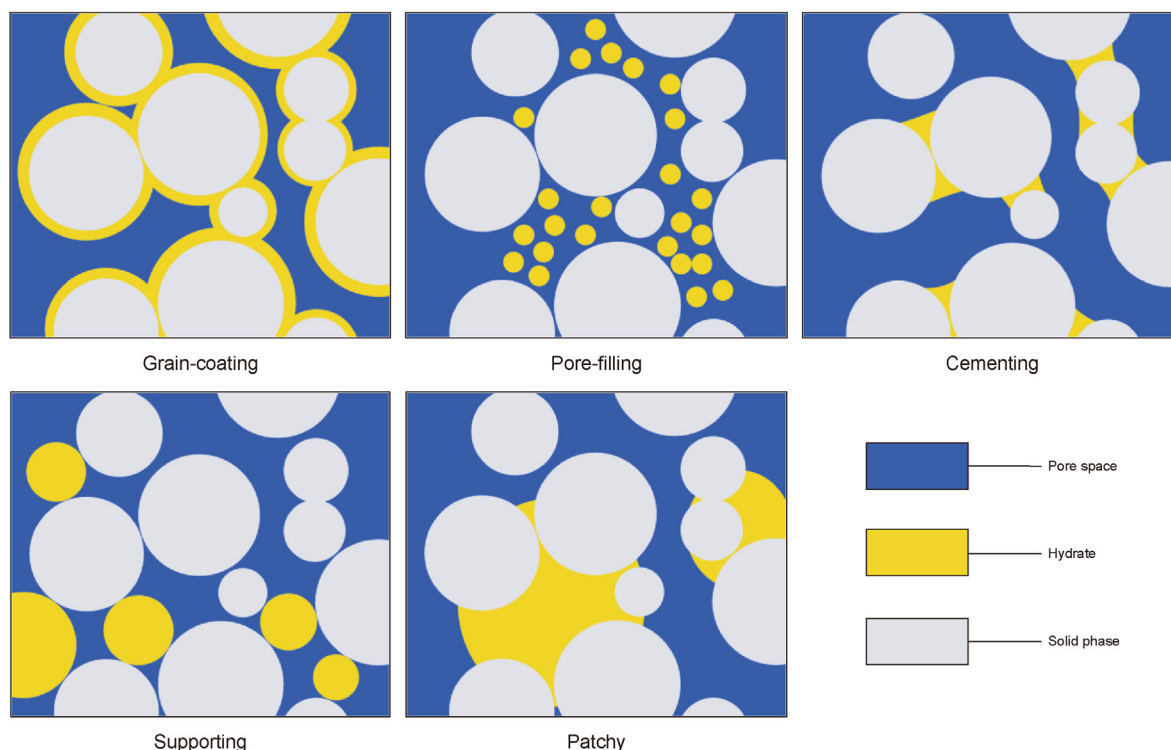 Grain-coating
Pore-filling
Cementing
Pore space
Hydrate
Solid phase
Supporting
Patchy